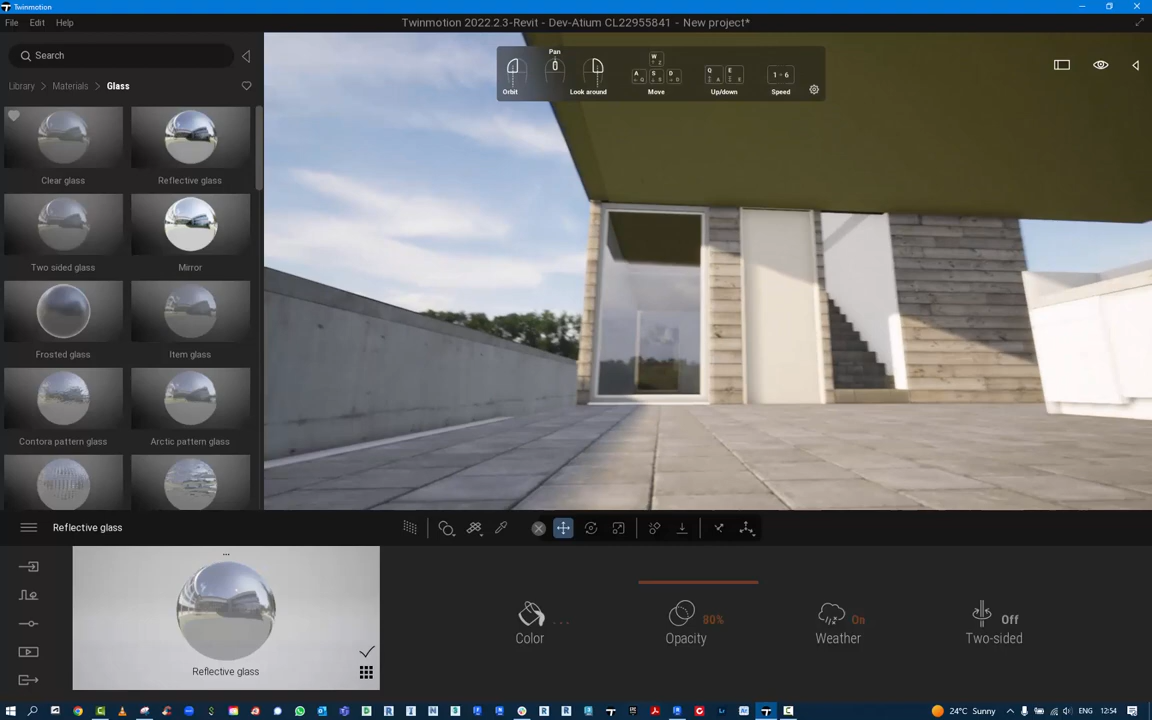 Twinmotion
File Edit Help
Twinmotion 2022.2.3-Revit - Dev-Atium CL22955841 - New project*
Search
Library > Materials > Glass
Clear glass
Reflective glass
Two sided glass
Mirror
Frosted glass
Item glass
Contora pattern glass
Arctic pattern glass
Pan
Orbit
Look around
W
A S D
Move
Q E
Up/down
1 - 6
Speed
Reflective glass
...
Reflective glass
Color ...
Opacity 80%
Weather On
Two-sided Off
24°C Sunny
ENG
12:54